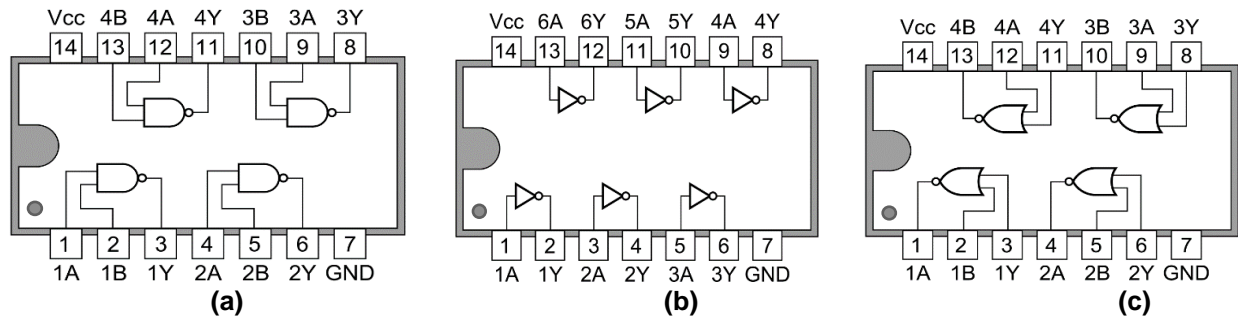 Vcc 4B 4A 4Y 3B 3A 3Y
14 13 12 11 10 9 8
1 2 3 4 5 6 7
1A 1B 1Y 2A 2B 2Y GND
(a)
Vcc 6A 6Y 5A 5Y 4A 4Y
14 13 12 11 10 9 8
1 2 3 4 5 6 7
1A 1Y 2A 2Y 3A 3Y GND
(b)
Vcc 4B 4A 4Y 3B 3A 3Y
14 13 12 11 10 9 8
1 2 3 4 5 6 7
1A 1B 1Y 2A 2B 2Y GND
(c)